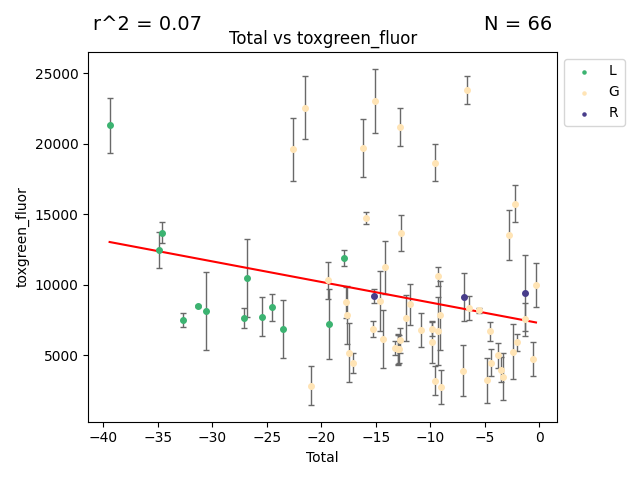 r^2 = 0.07
N = 66
Total vs toxgreen_fluor
L
G
R
25000
20000
15000
10000
5000
toxgreen_fluor
−40
−35
−30
−25
−20
−15
−10
−5
0
Total